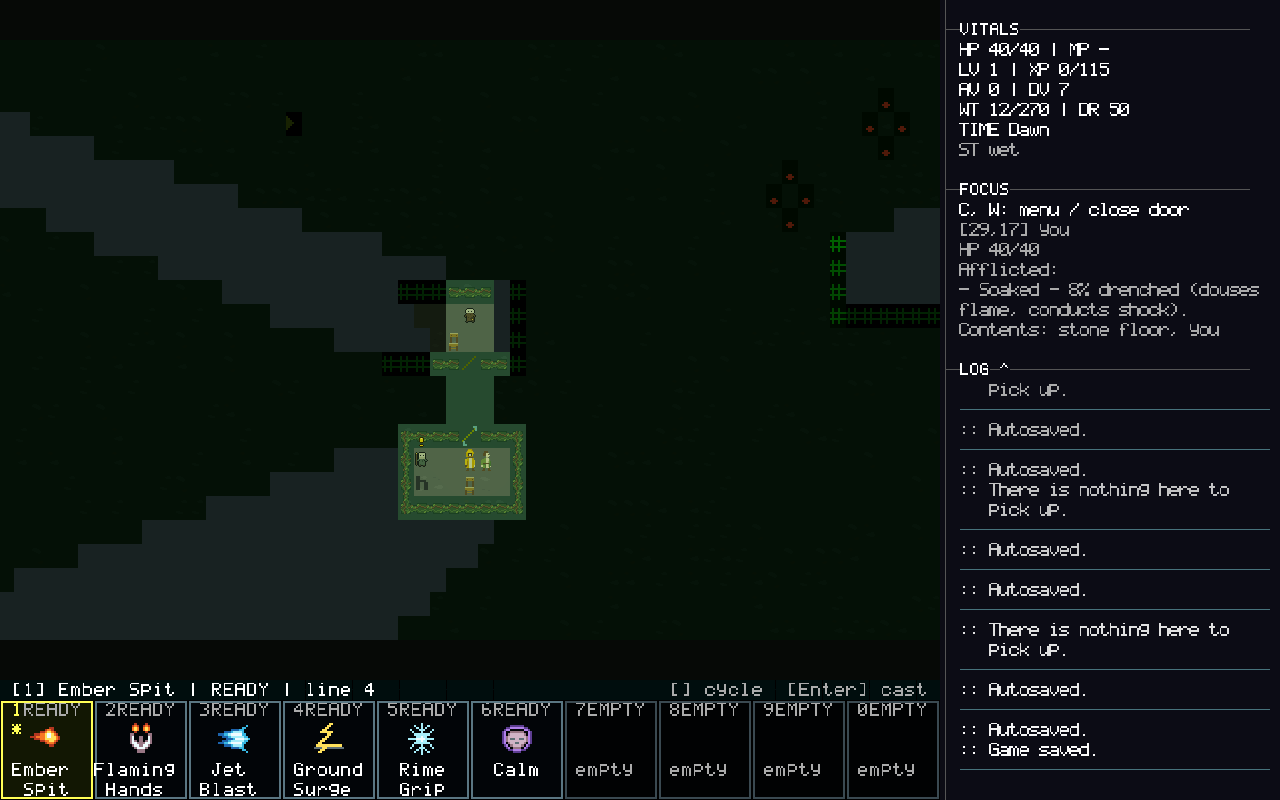 VITALS
HP 40/40 | MP -
LV 1 | XP 0/115
AV 0 | DV 7
WT 12/270 | DR 50
TIME Dawn
ST wet
FOCUS
C, W: menu / close door
[29,17] You
HP 40/40
Afflicted:
- Soaked - 8% drenched (douses
flame, conducts shock).
Contents: stone floor, You
LOG ^
Pick up.
:: Autosaved.
:: Autosaved.
:: There is nothing here to
Pick up.
:: Autosaved.
:: Autosaved.
:: There is nothing here to
Pick up.
:: Autosaved.
:: Autosaved.
:: Game saved.
h
[1] Ember Spit | READY | line 4
[] cycle [Enter] cast
1READY 2READY 3READY 4READY 5READY 6READY 7EMPTY 8EMPTY 9EMPTY 0EMPTY
*
Ember Flaming Jet Ground Rime Calm empty empty empty empty
Spit Hands Blast Surge Grip